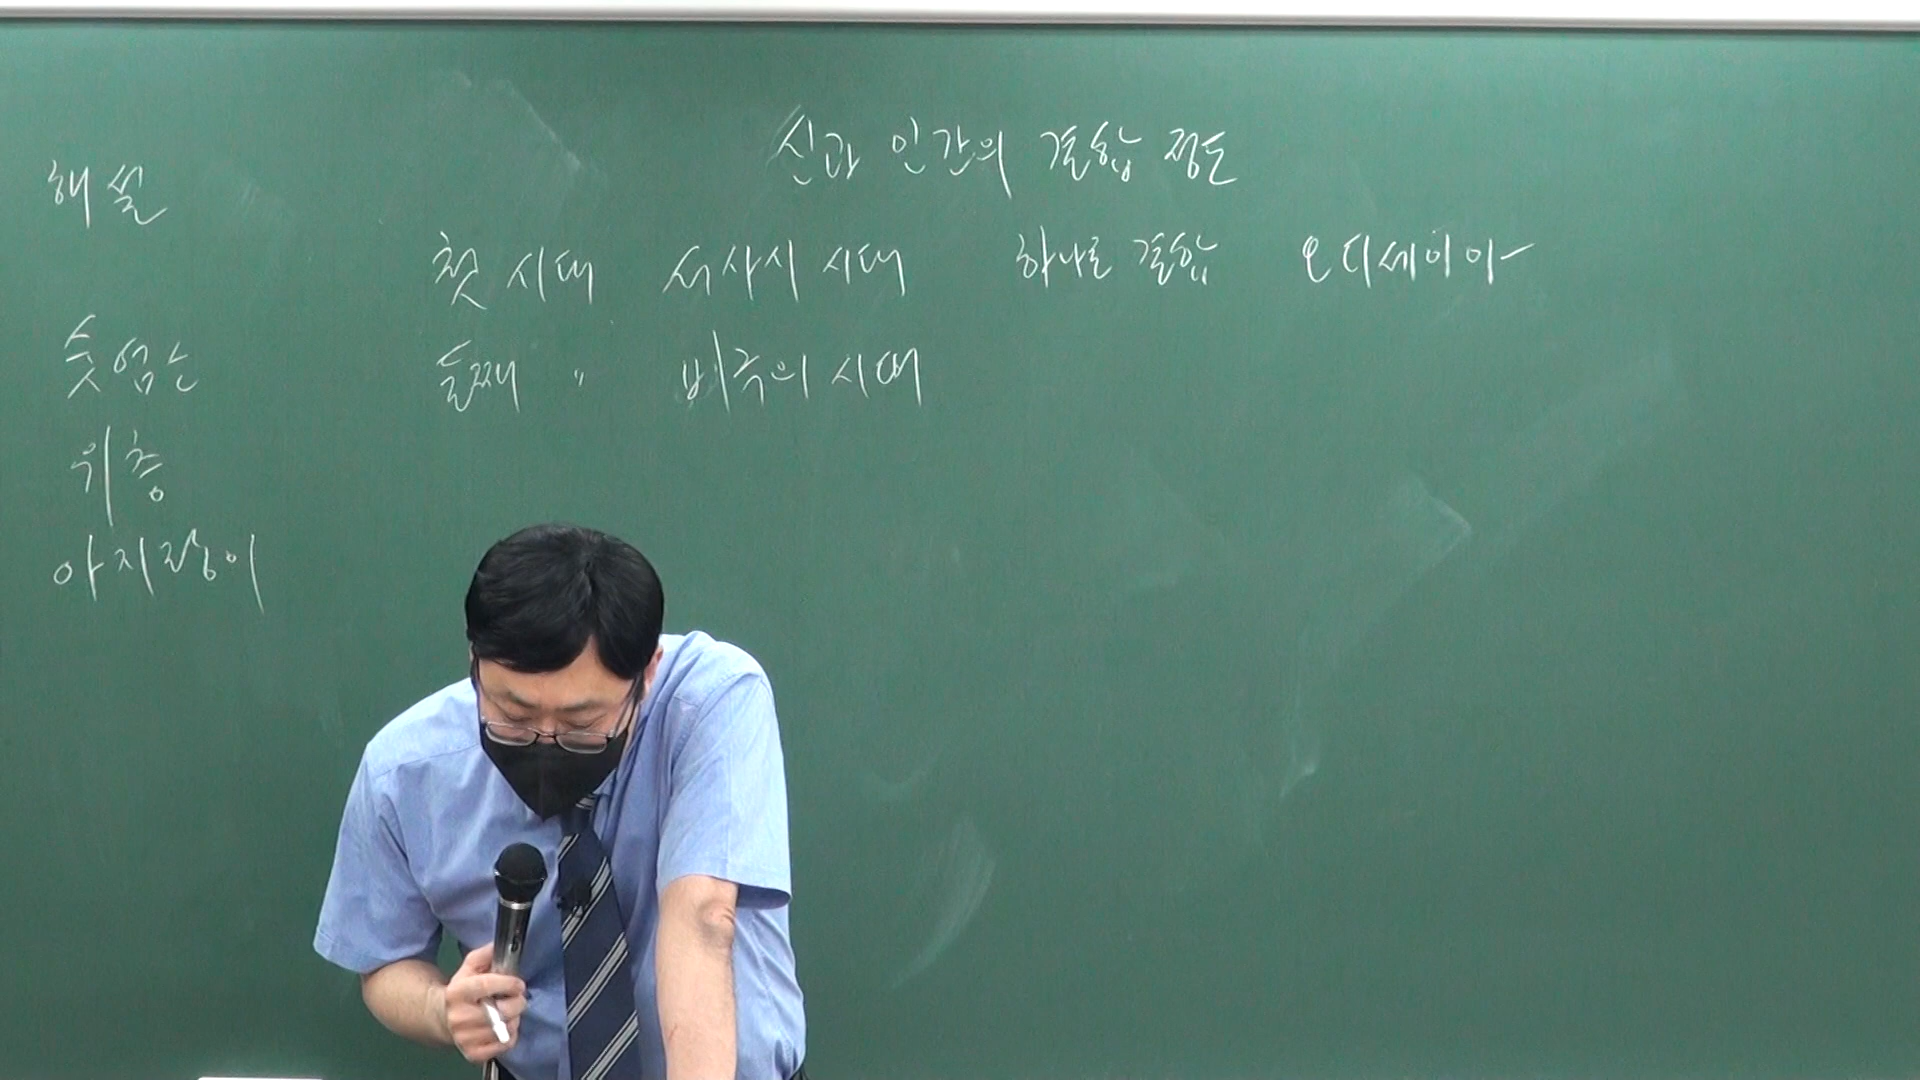 해설
숫염소
위층
아지랑이
신과 인간의 결합 정도
첫 시대 서사시 시대 하나로 결합 오디세이아
둘째 〃 비극의 시대